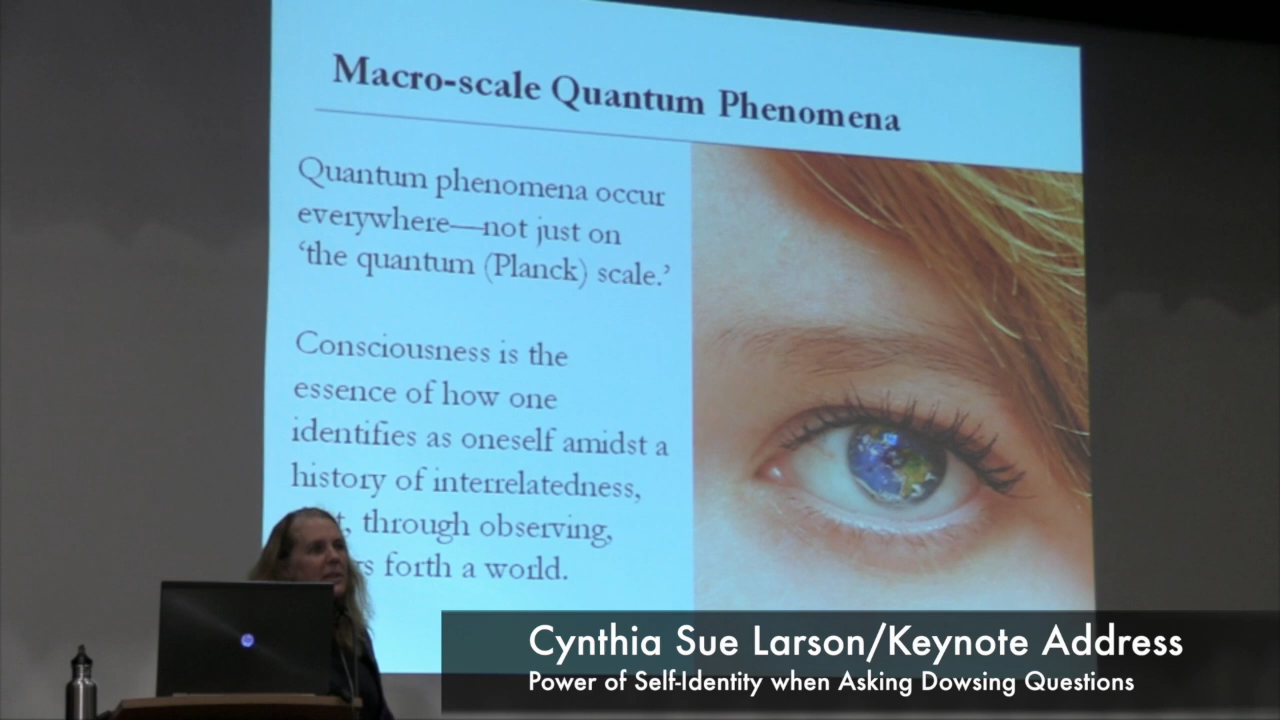 Macro-scale Quantum Phenomena
Quantum phenomena occur
everywhere—not just on
‘the quantum (Planck) scale.’
Consciousness is the
essence of how one
identifies as oneself amidst a
history of interrelatedness,
through observing,
forth a world.
Cynthia Sue Larson/Keynote Address
Power of Self-Identity when Asking Dowsing Questions